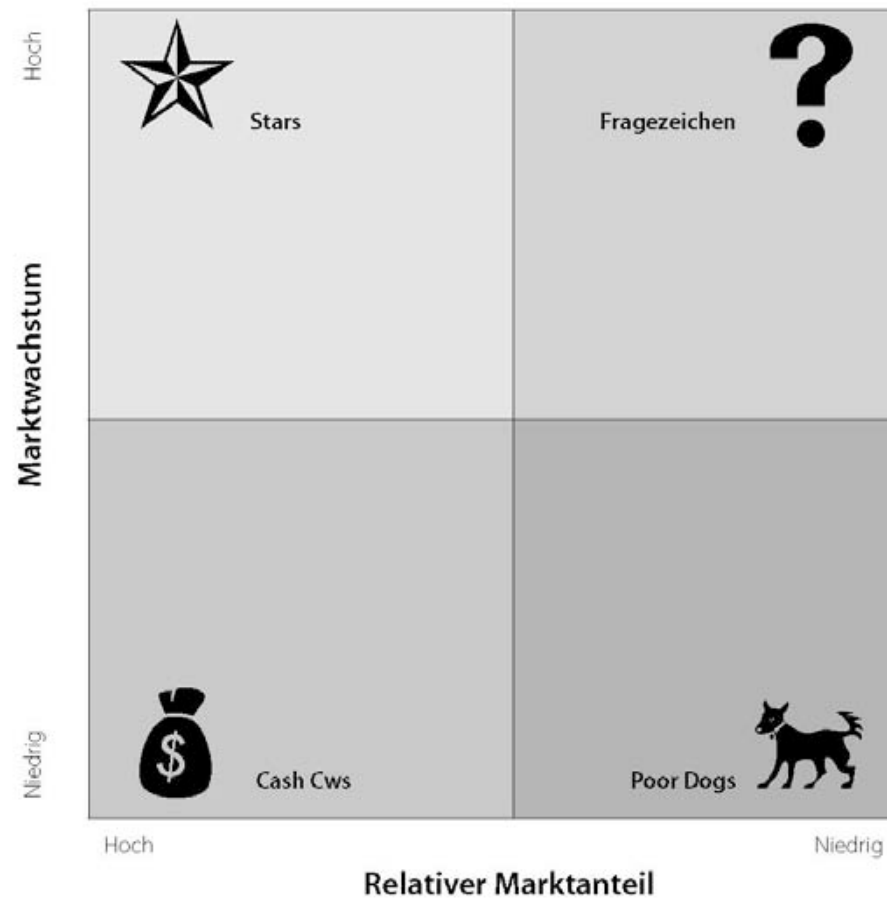 Hoch
Stars
Fragezeichen
Marktwachstum
$
Niedrig
Cash Cws
Poor Dogs
Hoch
Niedrig
Relativer Marktanteil